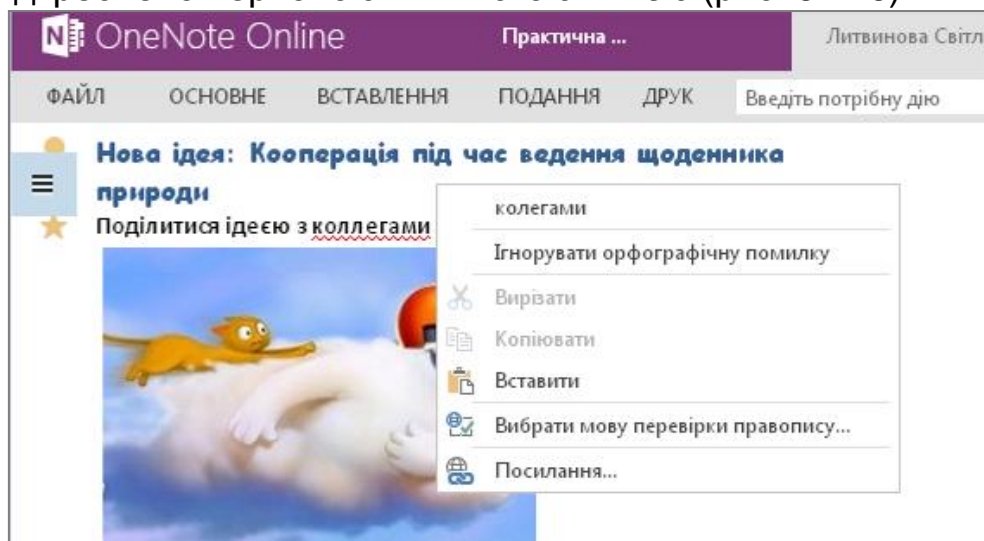 OneNote Online Практична ... Литвинова Світл
ФАЙЛ ОСНОВНЕ ВСТАВЛЕННЯ ПОДАННЯ ДРУК Введіть потрібну дію
Нова ідея: Кооперація під час ведення щоденника
природи
Поділитися ідеєю з коллегами
колегами
Ігнорувати орфографічну помилку
Вирізати
Копіювати
Вставити
Вибрати мову перевірки правопису...
Посилання...